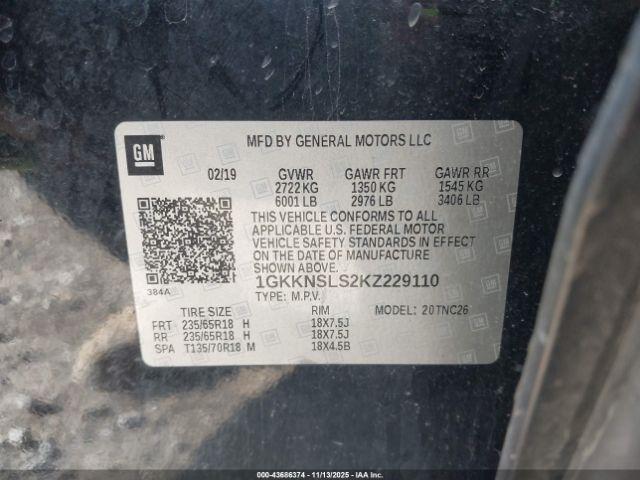 GM
MFD BY GENERAL MOTORS LLC
02/19 GVWR GAWR FRT GAWR RR
2722 KG 1350 KG 1545 KG
6001 LB 2976 LB 3406 LB
THIS VEHICLE CONFORMS TO ALL
APPLICABLE U.S. FEDERAL MOTOR
VEHICLE SAFETY STANDARDS IN EFFECT
ON THE DATE OF MANUFACTURE
SHOWN ABOVE.
384A
1GKKNSLS2KZ229110
TYPE: M.P.V. MODEL: 20TNC26
TIRE SIZE RIM
FRT 235/65R18 H 18X7.5J
RR 235/65R18 H 18X7.5J
SPA T135/70R18 M 18X4.5B
000-43686374 | 11/13/2025 | IAAI.COM